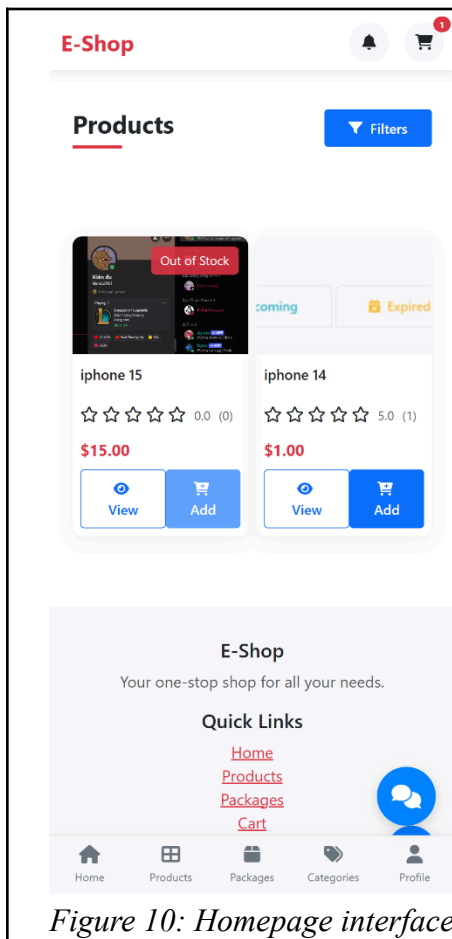 E-Shop
1
Products
Filters
Out of Stock
coming
Expired
iphone 15
iphone 14
0.0 (0)
5.0 (1)
$15.00
$1.00
View
Add
View
Add
E-Shop
Your one-stop shop for all your needs.
Quick Links
Home
Products
Packages
Cart
Home
Products
Packages
Categories
Profile
Figure 10: Homepage interface